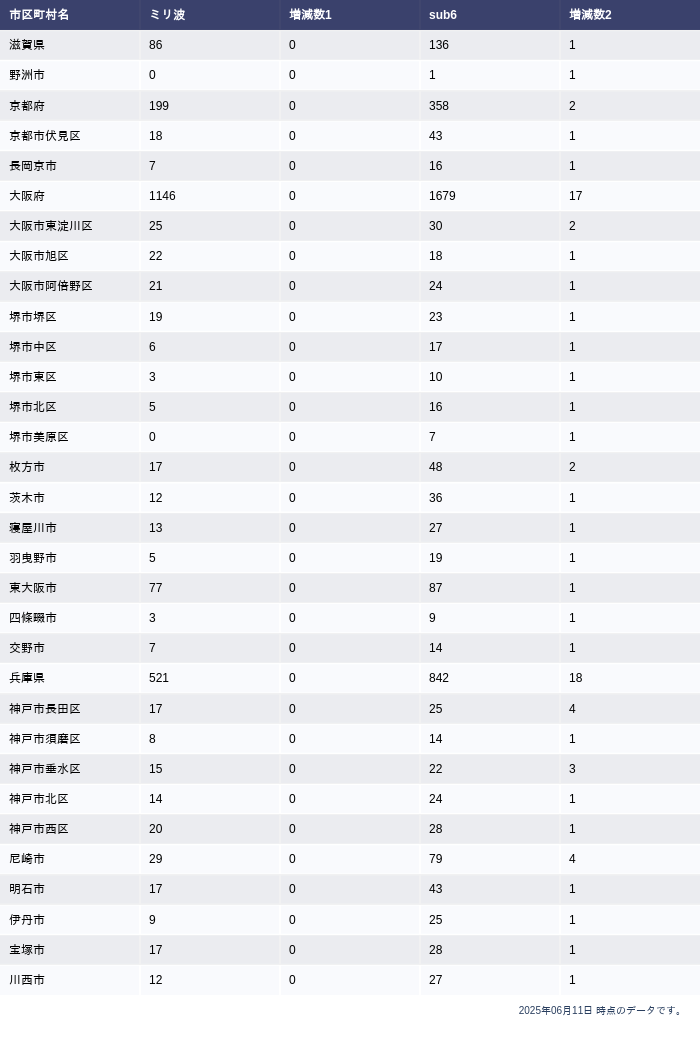 市区町村名 ミリ波 増減数1 sub6 増減数2
滋賀県 86 0 136 1
野洲市 0 0 1 1
京都府 199 0 358 2
京都市伏見区 18 0 43 1
長岡京市 7 0 16 1
大阪府 1146 0 1679 17
大阪市東淀川区 25 0 30 2
大阪市旭区 22 0 18 1
大阪市阿倍野区 21 0 24 1
堺市堺区 19 0 23 1
堺市中区 6 0 17 1
堺市東区 3 0 10 1
堺市北区 5 0 16 1
堺市美原区 0 0 7 1
枚方市 17 0 48 2
茨木市 12 0 36 1
寝屋川市 13 0 27 1
羽曳野市 5 0 19 1
東大阪市 77 0 87 1
四條畷市 3 0 9 1
交野市 7 0 14 1
兵庫県 521 0 842 18
神戸市長田区 17 0 25 4
神戸市須磨区 8 0 14 1
神戸市垂水区 15 0 22 3
神戸市北区 14 0 24 1
神戸市西区 20 0 28 1
尼崎市 29 0 79 4
明石市 17 0 43 1
伊丹市 9 0 25 1
宝塚市 17 0 28 1
川西市 12 0 27 1
2025年06月11日 時点のデータです。